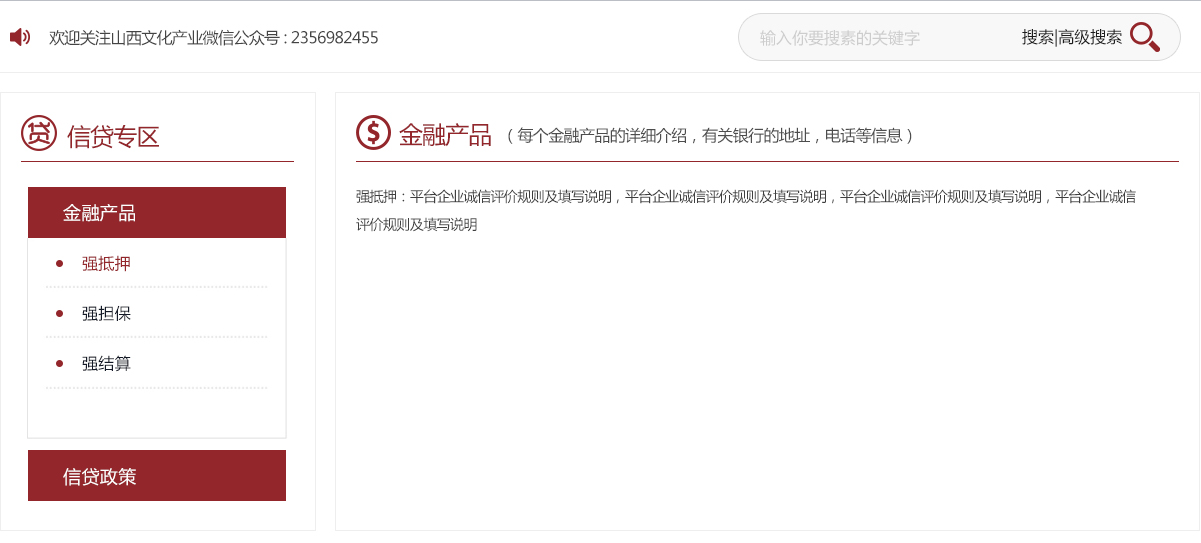 欢迎关注山西文化产业微信公众号 : 2356982455
输入你要搜素的关键字
搜索|高级搜索
贷 信贷专区
金融产品
强抵押
强担保
强结算
信贷政策
$ 金融产品 （ 每个金融产品的详细介绍，有关银行的地址，电话等信息 ）
强抵押：平台企业诚信评价规则及填写说明，平台企业诚信评价规则及填写说明，平台企业诚信评价规则及填写说明，平台企业诚信
评价规则及填写说明